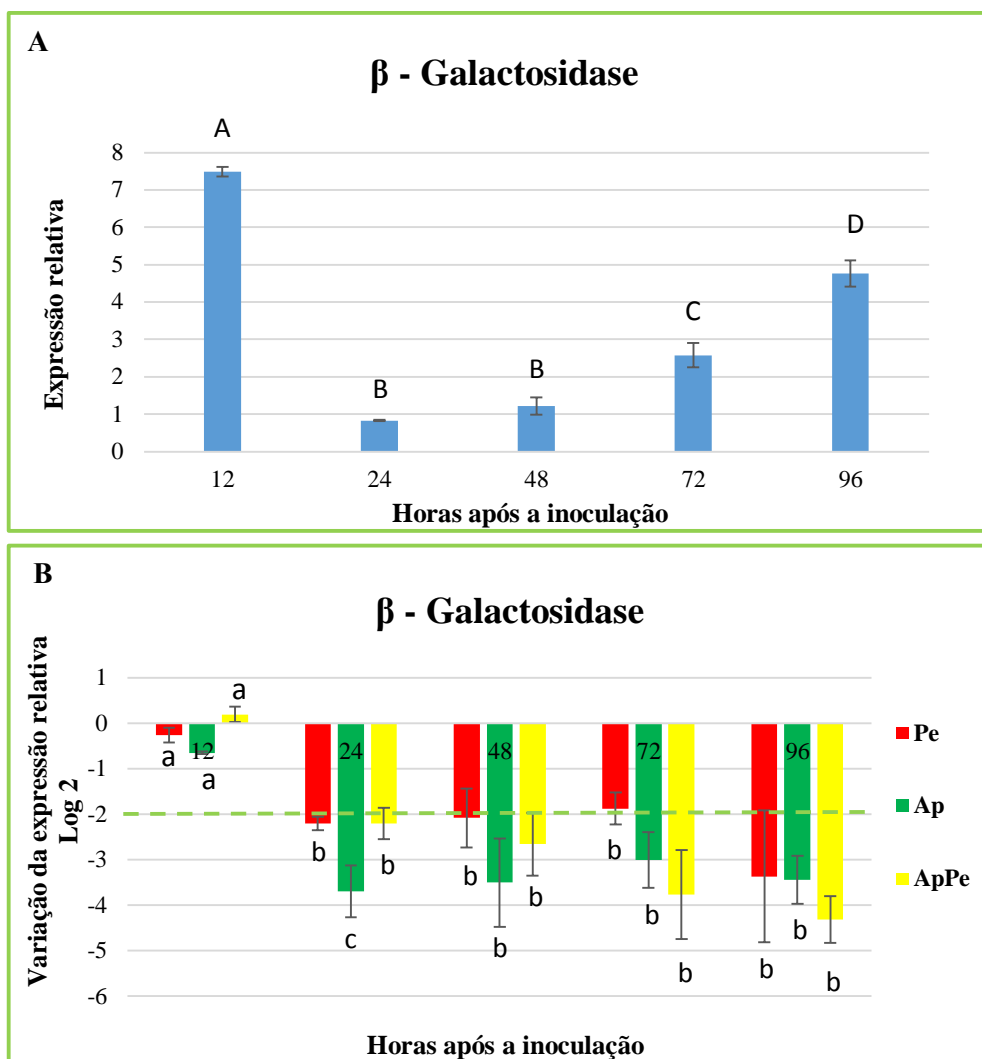 A
β - Galactosidase
Expressão relativa
8
7
6
5
4
3
2
1
0
A
B
B
C
D
12 24 48 72 96
Horas após a inoculação
B
β - Galactosidase
Variação da expressão relativa
Log 2
1
0
-1
-2
-3
-4
-5
-6
12 24 48 72 96
a
a
a
b
c
b
b
b
b
b
b
b
b
b
b
Pe
Ap
ApPe
Horas após a inoculação